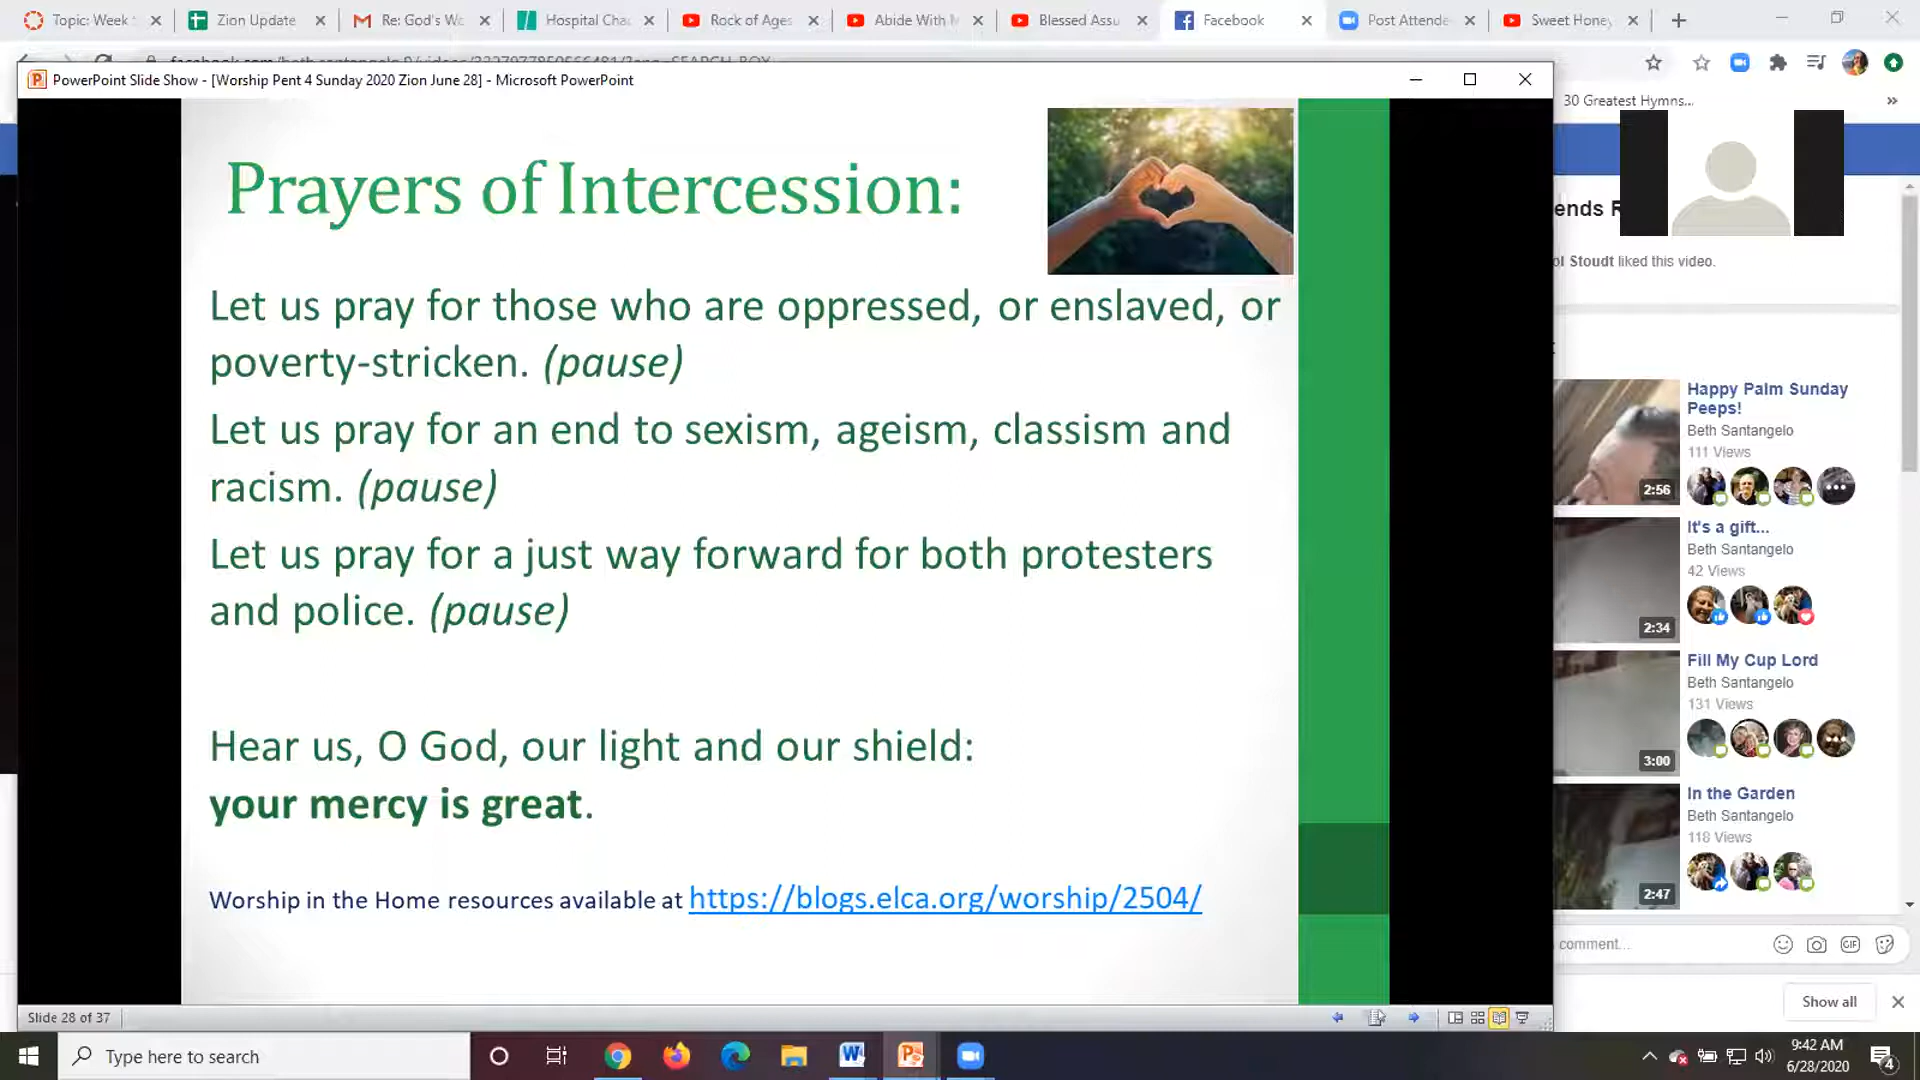 Topic: Week
Zion Update
Re: God's Wo
Hospital Cha
Rock of Ages
Abide With M
Blessed Assu
Facebook
Post Attende
Sweet Honey
PowerPoint Slide Show - [Worship Pent 4 Sunday 2020 Zion June 28] - Microsoft PowerPoint
30 Greatest Hymns...
Prayers of Intercession:
Let us pray for those who are oppressed, or enslaved, or
poverty-stricken. (pause)
Let us pray for an end to sexism, ageism, classism and
racism. (pause)
Let us pray for a just way forward for both protesters
and police. (pause)
Hear us, O God, our light and our shield:
your mercy is great.
Worship in the Home resources available at https://blogs.elca.org/worship/2504/
ends R
ol Stoudt liked this video.
Happy Palm Sunday
Peeps!
Beth Santangelo
111 Views
2:56
It's a gift...
Beth Santangelo
42 Views
2:34
Fill My Cup Lord
Beth Santangelo
131 Views
3:00
In the Garden
Beth Santangelo
118 Views
2:47
comment...
GIF
Show all
Slide 28 of 37
Type here to search
9:42 AM
6/28/2020
4